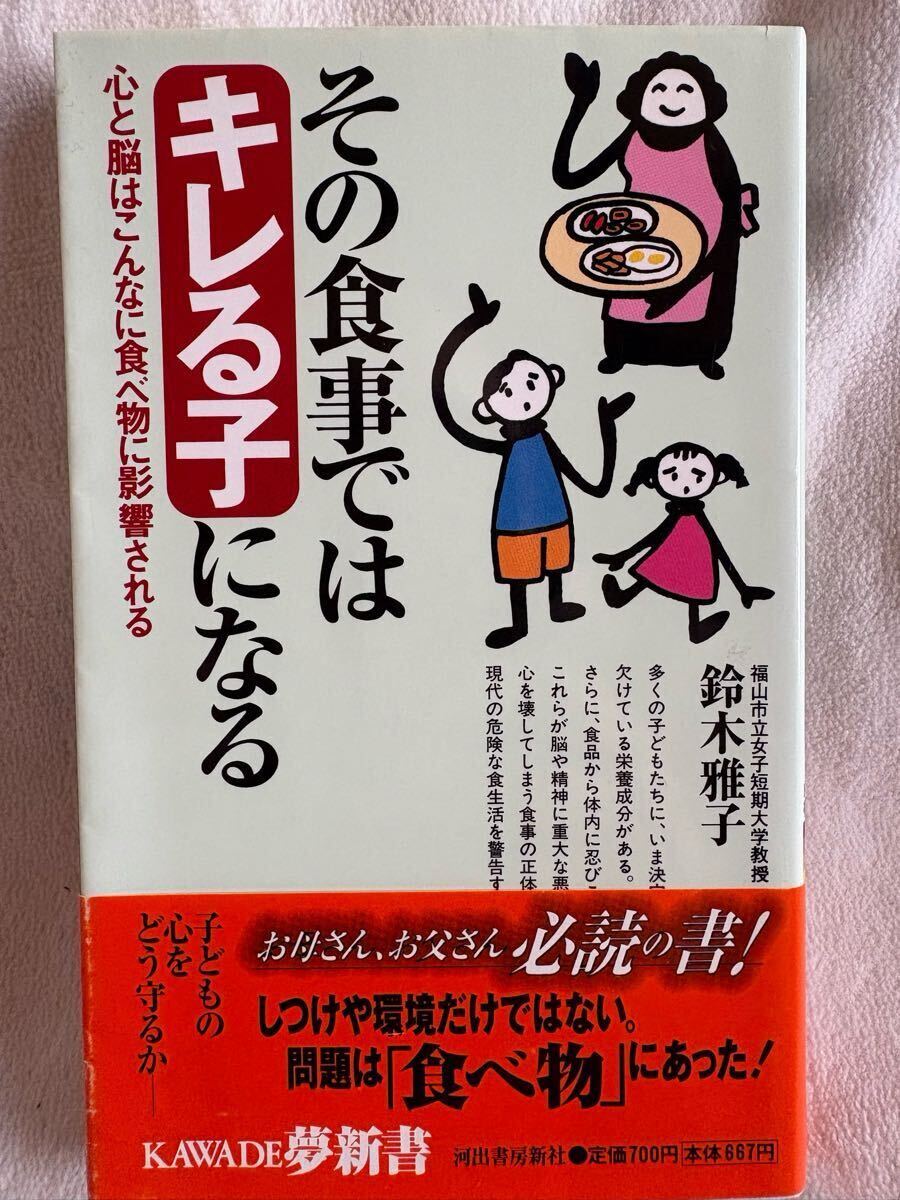 その食事では
キレる子になる
心と脳はこんなに食べ物に影響される
福山市立女子短期大学教授
鈴木雅子
多くの子どもたちに、いま決定
欠けている栄養成分がある。
さらに、食品から体内に忍びこ
これらが脳や精神に重大な悪
心を壊してしまう食事の正体
現代の危険な食生活を警告す
お母さん、お父さん必読の書!
しつけや環境だけではない。
問題は「食べ物」にあった!
子どもの
心を
どう守るか──
KAWADE夢新書
河出書房新社●定価700円 本体667円